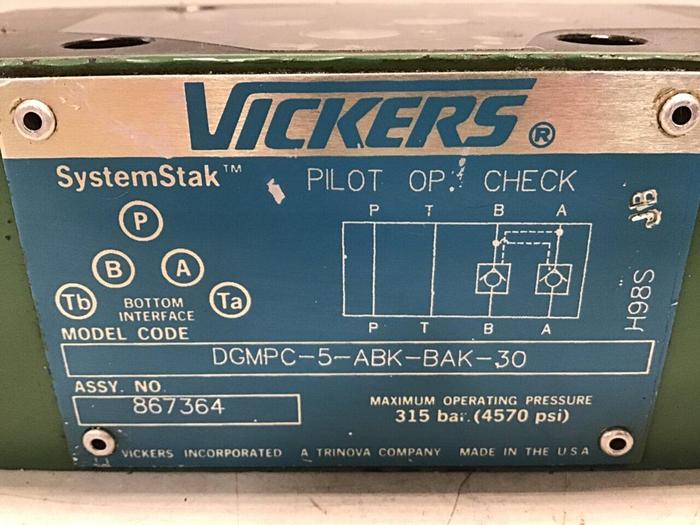 VICKERS ®
SystemStak™ PILOT OP. CHECK
P T B A
P
B A
Tb BOTTOM INTERFACE Ta
P T B A
JB
H98S
MODEL CODE
DGMPC-5-ABK-BAK-30
ASSY. NO.
867364
MAXIMUM OPERATING PRESSURE
315 bar (4570 psi)
VICKERS INCORPORATED A TRINOVA COMPANY MADE IN THE USA